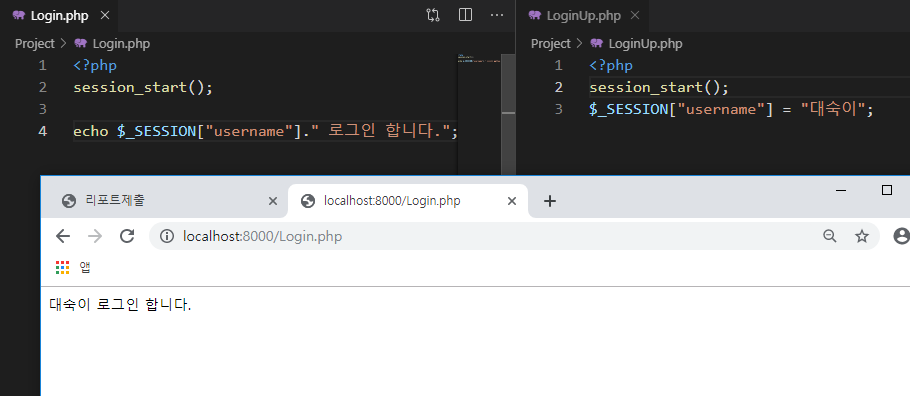 Login.php
Project > Login.php
1 <?php
2 session_start();
3
4 echo $_SESSION["username"]." 로그인 합니다.";
LoginUp.php
Project > LoginUp.php
1 <?php
2 session_start();
3 $_SESSION["username"] = "대숙이";
리포트제출
localhost:8000/Login.php
localhost:8000/Login.php
앱
대숙이 로그인 합니다.